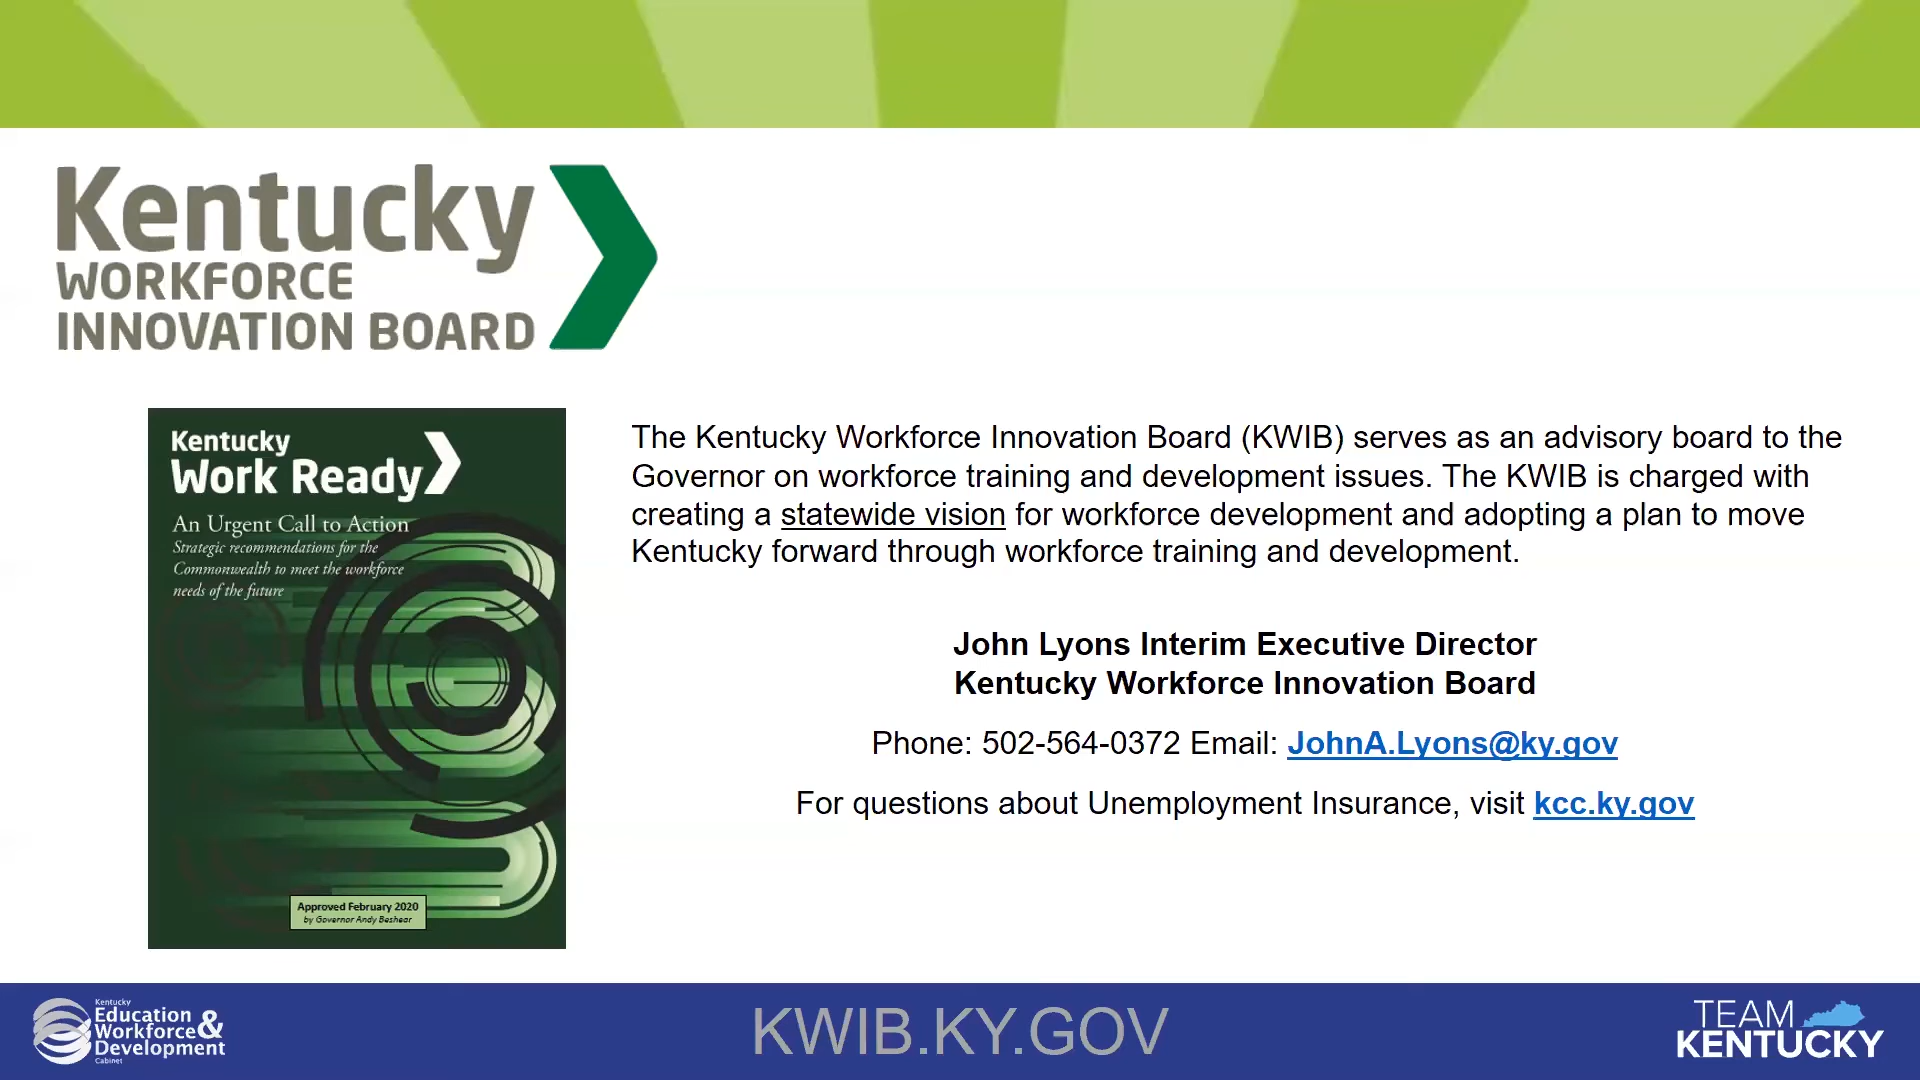 Kentucky
WORKFORCE
INNOVATION BOARD
Kentucky
Work Ready
An Urgent Call to Action
Strategic recommendations for the
Commonwealth to meet the workforce
needs of the future
Approved February 2020
by Governor Andy Beshear
The Kentucky Workforce Innovation Board (KWIB) serves as an advisory board to the
Governor on workforce training and development issues. The KWIB is charged with
creating a statewide vision for workforce development and adopting a plan to move
Kentucky forward through workforce training and development.
John Lyons Interim Executive Director
Kentucky Workforce Innovation Board
Phone: 502-564-0372 Email: JohnA.Lyons@ky.gov
For questions about Unemployment Insurance, visit kcc.ky.gov
Kentucky
Education &
Workforce
Development
Cabinet
KWIB.KY.GOV
TEAM
KENTUCKY